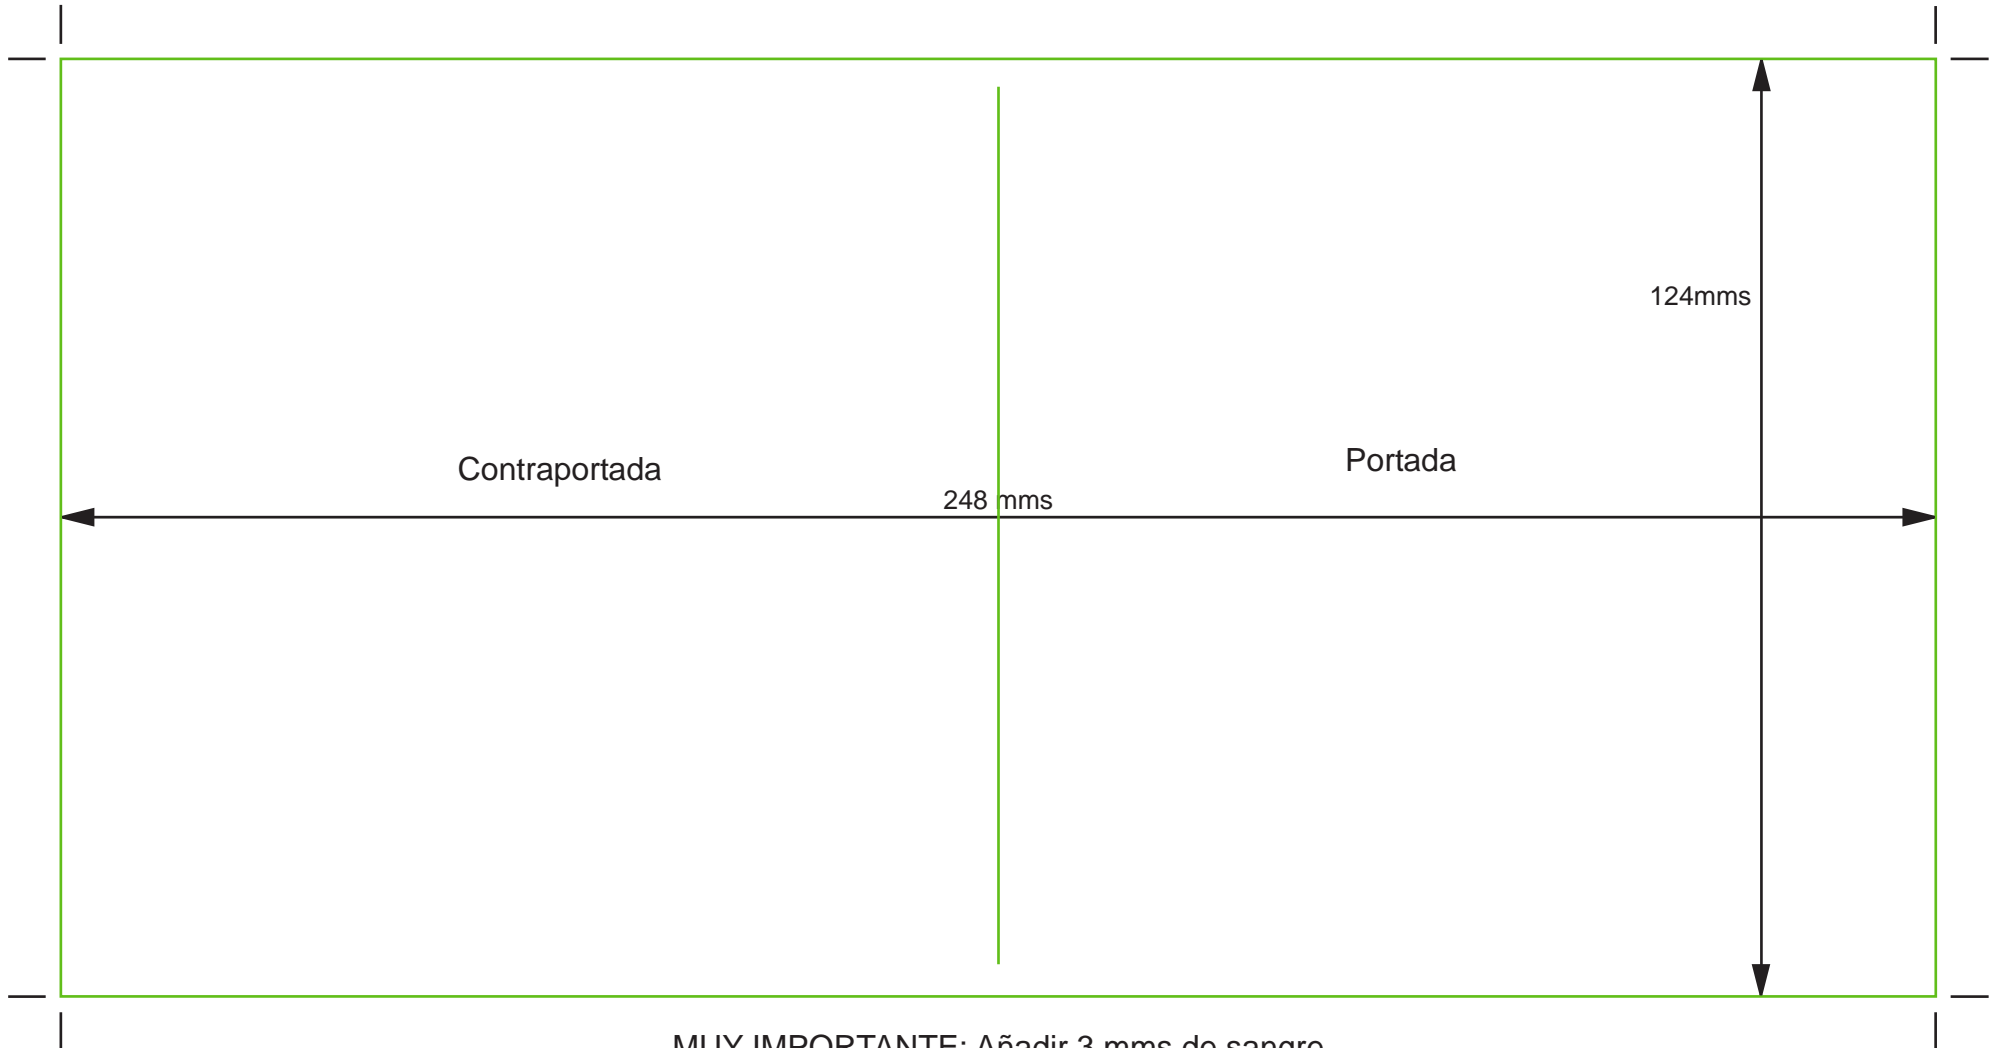 124mms
Contraportada
Portada
248 mms
MUY IMPORTANTE: Añadir 3 mms de sangre